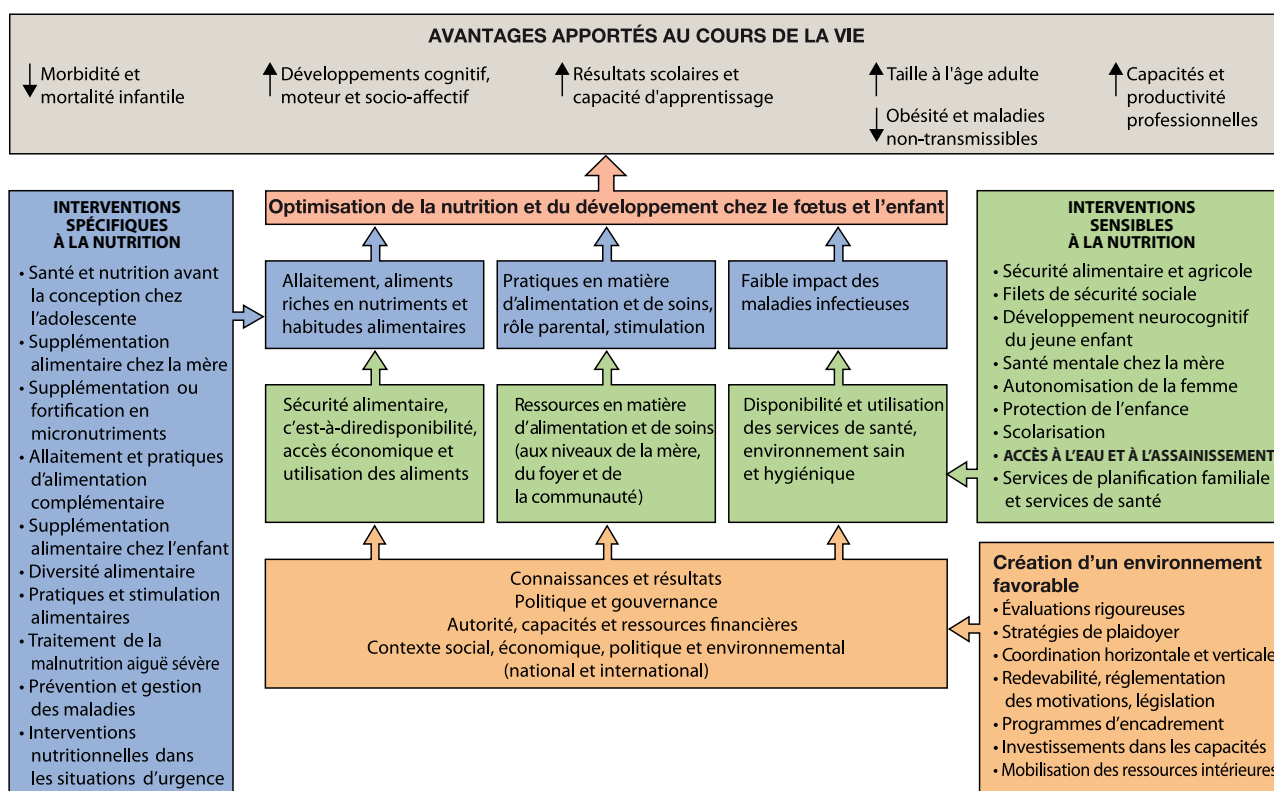 AVANTAGES APPORTÉS AU COURS DE LA VIE
Morbidité et
mortalité infantile
Développements cognitif,
moteur et socio-affectif
Résultats scolaires et
capacité d'apprentissage
Taille à l'âge adulte
Obésité et maladies
non-transmissibles
Capacités et
productivité
professionnelles
INTERVENTIONS
SPÉCIFIQUES
À LA NUTRITION
• Santé et nutrition avant
la conception chez
l'adolescente
• Supplémentation
alimentaire chez la mère
• Supplémentation ou
fortification en
micronutriments
• Allaitement et pratiques
d'alimentation
complémentaire
• Supplémentation
alimentaire chez l'enfant
• Diversité alimentaire
• Pratiques et stimulation
alimentaires
• Traitement de la
malnutrition aiguë sévère
• Prévention et gestion
des maladies
• Interventions
nutritionnelles dans
les situations d'urgence
Optimisation de la nutrition et du développement chez le fœtus et l'enfant
Allaitement, aliments
riches en nutriments et
habitudes alimentaires
Pratiques en matière
d'alimentation et de soins,
rôle parental, stimulation
Faible impact des
maladies infectieuses
Sécurité alimentaire,
c'est-à-diredisponibilité,
accès économique et
utilisation des aliments
Ressources en matière
d'alimentation et de soins
(aux niveaux de la mère,
du foyer et de
la communauté)
Disponibilité et utilisation
des services de santé,
environnement sain
et hygiénique
Connaissances et résultats
Politique et gouvernance
Autorité, capacités et ressources financières
Contexte social, économique, politique et environnemental
(national et international)
INTERVENTIONS
SENSIBLES
À LA NUTRITION
• Sécurité alimentaire et agricole
• Filets de sécurité sociale
• Développement neurocognitif
du jeune enfant
• Santé mentale chez la mère
• Autonomisation de la femme
• Protection de l'enfance
• Scolarisation
• ACCÈS À L'EAU ET À L'ASSAINISSEMENT
• Services de planification familiale
et services de santé
Création d'un environnement
favorable
• Évaluations rigoureuses
• Stratégies de plaidoyer
• Coordination horizontale et verticale
• Redevabilité, réglementation
des motivations, législation
• Programmes d'encadrement
• Investissements dans les capacités
• Mobilisation des ressources intérieures